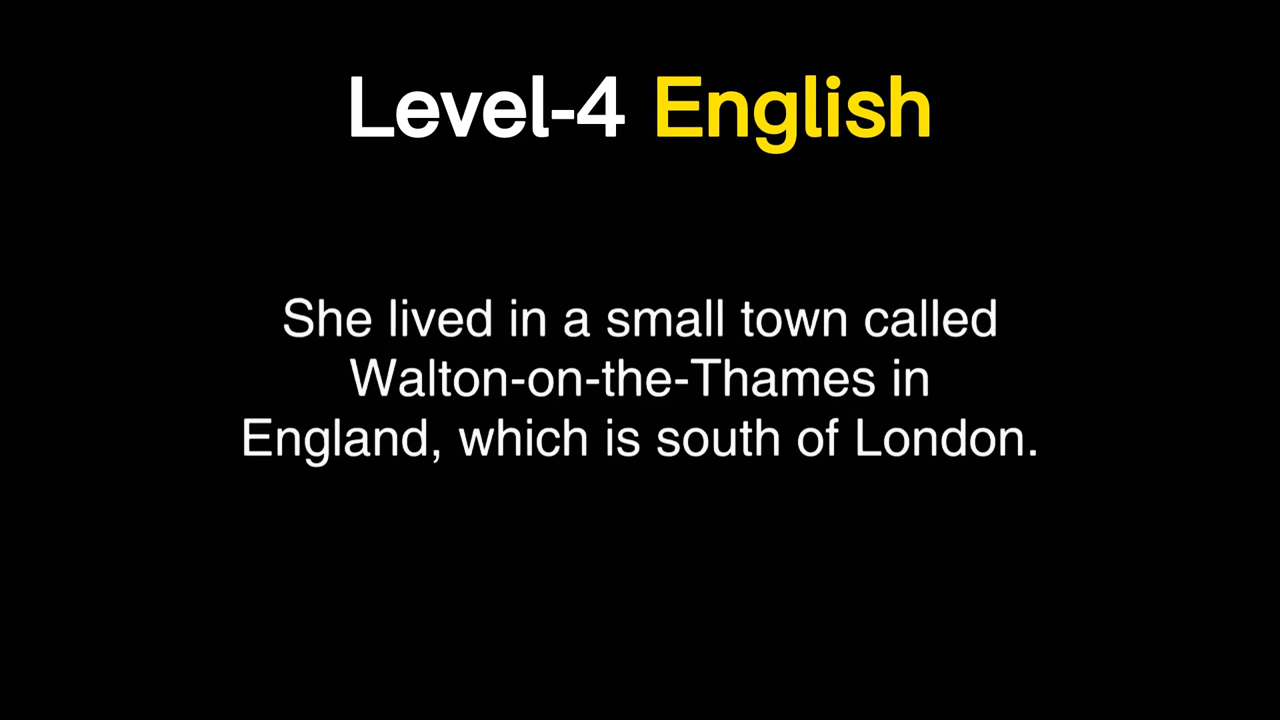 Level-4 English
She lived in a small town called
Walton-on-the-Thames in
England, which is south of London.